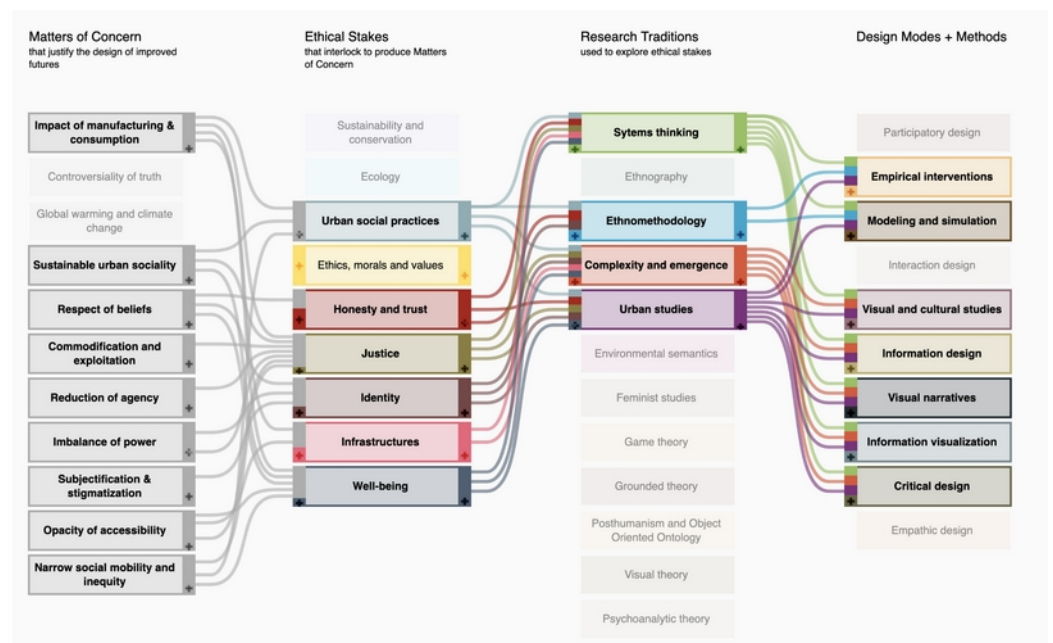 Matters of Concern
that justify the design of improved
futures
Impact of manufacturing &
consumption
Controversiality of truth
Global warming and climate
change
Sustainable urban sociality
Respect of beliefs
Commodification and
exploitation
Reduction of agency
Imbalance of power
Subjectification &
stigmatization
Opacity of accessibility
Narrow social mobility and
inequity
Ethical Stakes
that interlock to produce Matters
of Concern
Sustainability and
conservation
Ecology
Urban social practices
Ethics, morals and values
Honesty and trust
Justice
Identity
Infrastructures
Well-being
Research Traditions
used to explore ethical stakes
Sytems thinking
Ethnography
Ethnomethodology
Complexity and emergence
Urban studies
Environmental semantics
Feminist studies
Game theory
Grounded theory
Posthumanism and Object
Oriented Ontology
Visual theory
Psychoanalytic theory
Design Modes + Methods
Participatory design
Empirical interventions
Modeling and simulation
Interaction design
Visual and cultural studies
Information design
Visual narratives
Information visualization
Critical design
Empathic design